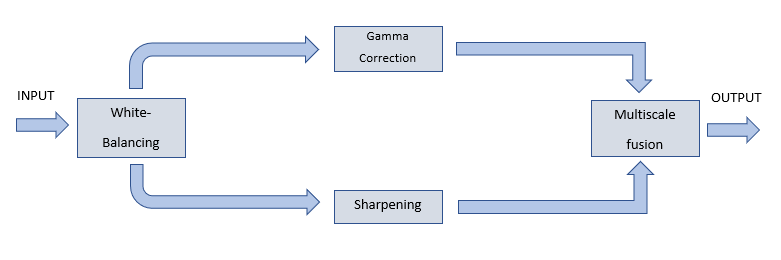 Gamma
Correction
INPUT
White-
Balancing
Multiscale
fusion
OUTPUT
Sharpening